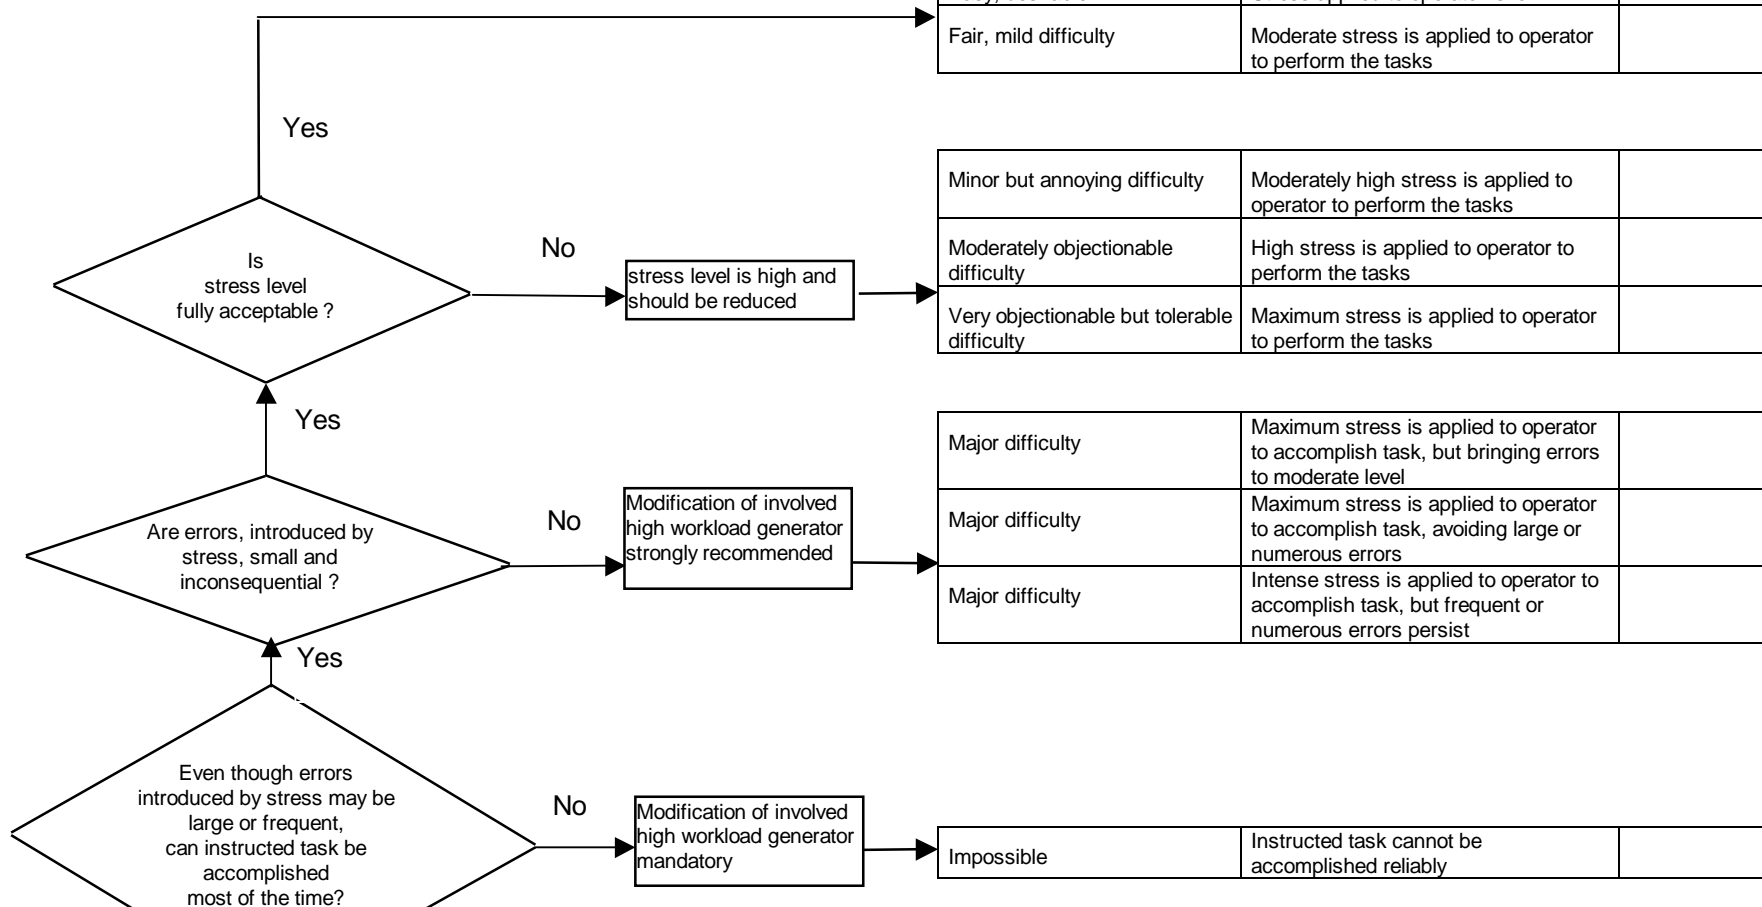 Fair, mild difficulty
Moderate stress is applied to operator
to perform the tasks
Yes
Minor but annoying difficulty
Moderately high stress is applied to
operator to perform the tasks
No
Is
stress level
fully acceptable ?
stress level is high and
should be reduced
Moderately objectionable
difficulty
High stress is applied to operator to
perform the tasks
Very objectionable but tolerable
difficulty
Maximum stress is applied to operator
to perform the tasks
Yes
Major difficulty
Maximum stress is applied to operator
to accomplish task, but bringing errors
to moderate level
Are errors, introduced by
stress, small and
inconsequential ?
No
Modification of involved
high workload generator
strongly recommended
Major difficulty
Maximum stress is applied to operator
to accomplish task, avoiding large or
numerous errors
Major difficulty
Intense stress is applied to operator to
accomplish task, but frequent or
numerous errors persist
Yes
Even though errors
introduced by stress may be
large or frequent,
can instructed task be
accomplished
most of the time?
No
Modification of involved
high workload generator
mandatory
Impossible
Instructed task cannot be
accomplished reliably